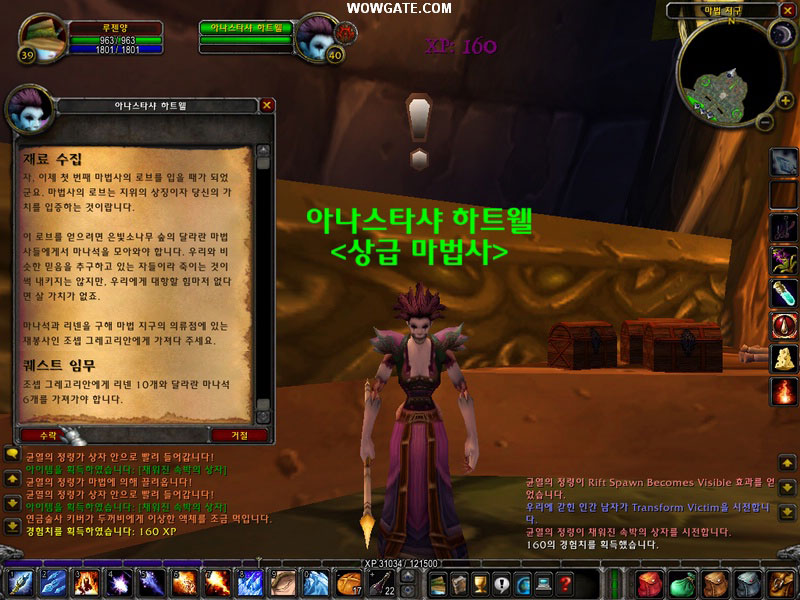 WOWGATE.COM
루젠양
963/963
1801/1801
39
아나스타샤 하트웰
40
XP: 160
마법 지구
N
아나스타샤 하트웰
재료 수집
자, 이제 첫 번째 마법사의 로브를 입을 때가 되었
군요. 마법사의 로브는 지위의 상징이자 당신의 가
치를 입증하는 것이랍니다.
이 로브를 얻으려면 은빛소나무 숲의 달라란 마법
사들에게서 마나석을 모아와야 합니다. 우리와 비
슷한 믿음을 추구하고 있는 자들이라 죽이는 것이
썩 내키지는 않지만, 우리에게 대항할 힘마저 없다
면 살 가치가 없죠.
마나석과 리넨을 구해 마법 지구의 의류점에 있는
재봉사인 조셉 그레고리안에게 가져다 주세요.
퀘스트 임무
조셉 그레고리안에게 리넨 10개와 달라란 마나석
6개를 가져가야 합니다.
수락
거절
아나스타샤 하트웰
<상급 마법사>
균열의 정령가 상자 안으로 빨려 들어갑니다!
아이템을 획득하였습니다: [채워진 속박의 상자]
균열의 정령가 마법에 의해 끌려옵니다!
균열의 정령가 상자 안으로 빨려 들어갑니다!
아이템을 획득하였습니다: [채워진 속박의 상자]
연금술사 키버가 두꺼비에게 이상한 액체를 조금 먹입니다.
경험치를 획득하였습니다: 160 XP
균열의 정령이 Rift Spawn Becomes Visible 효과를 얻
었습니다.
우리에 갇힌 인간 남자가 Transform Victim을 시전합니
다.
균열의 정령이 채워진 속박의 상자를 시전합니다.
160의 경험치를 획득했습니다.
XP 31034 / 121500
17
22